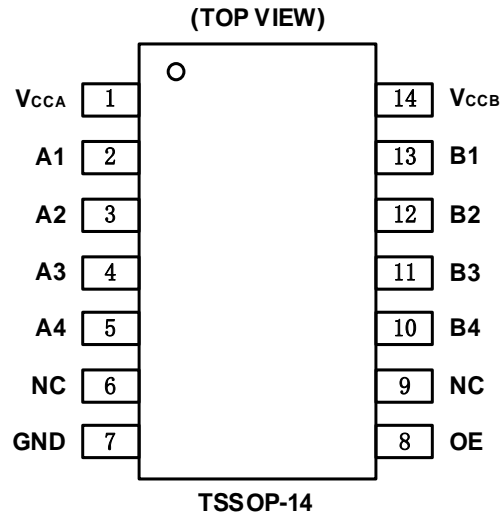 (TOP VIEW)
VCCA 1 14 VCCB
A1 2 13 B1
A2 3 12 B2
A3 4 11 B3
A4 5 10 B4
NC 6 9 NC
GND 7 8 OE
TSSOP-14